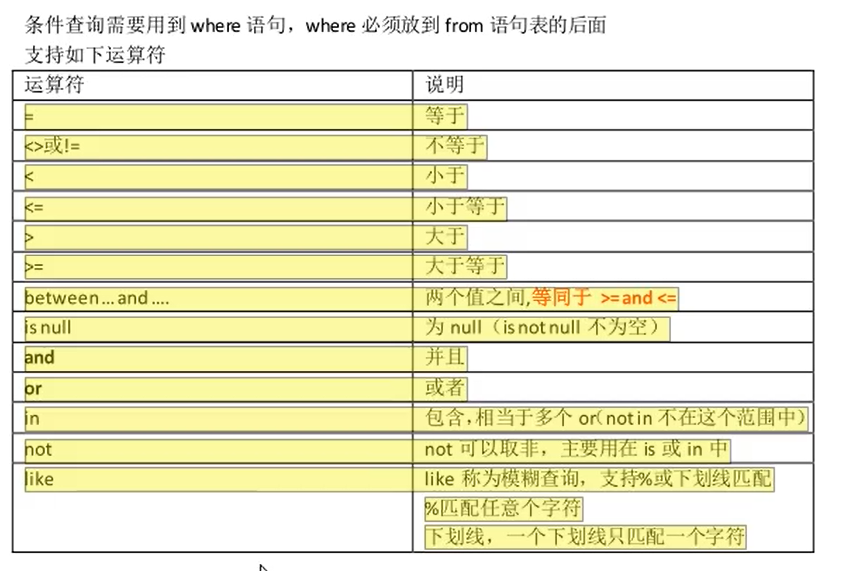 条件查询需要用到 where 语句，where 必须放到 from 语句表的后面
支持如下运算符
运算符 说明
= 等于
<>或!= 不等于
< 小于
<= 小于等于
> 大于
>= 大于等于
between … and …. 两个值之间,等同于 >= and <=
is null 为 null（is not null 不为空）
and 并且
or 或者
in 包含，相当于多个 or（not in 不在这个范围中）
not not 可以取非，主要用在 is 或 in 中
like like 称为模糊查询，支持%或下划线匹配
%匹配任意个字符
下划线，一个下划线只匹配一个字符